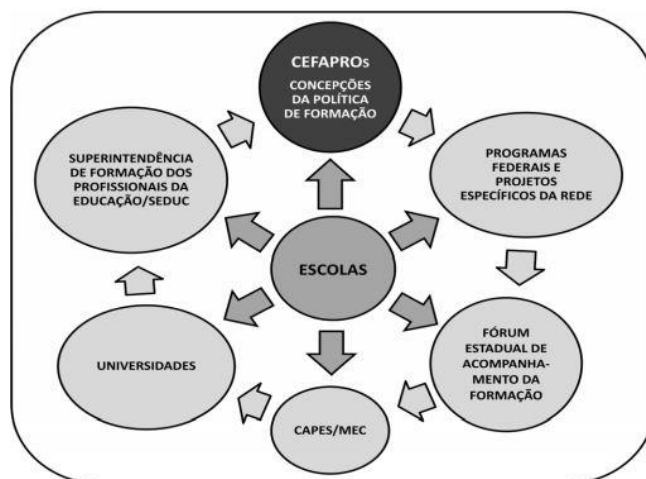 CEFAPROs
CONCEPÇÕES
DA POLÍTICA
DE FORMAÇÃO
SUPERINTENDÊNCIA
DE FORMAÇÃO DOS
PROFISSIONAIS DA
EDUCAÇÃO/SEDUC
PROGRAMAS
FEDERAIS E
PROJETOS
ESPECÍFICOS DA REDE
ESCOLAS
UNIVERSIDADES
FÓRUM
ESTADUAL DE
ACOMPANHA-
MENTO DA
FORMAÇÃO
CAPES/MEC